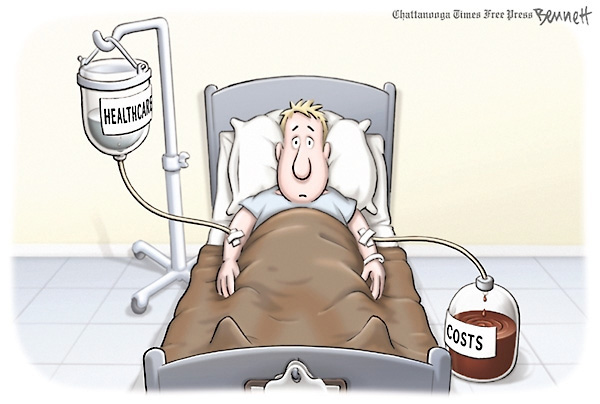 Chattanooga Times Free Press Bennett
HEALTHCARE
COSTS